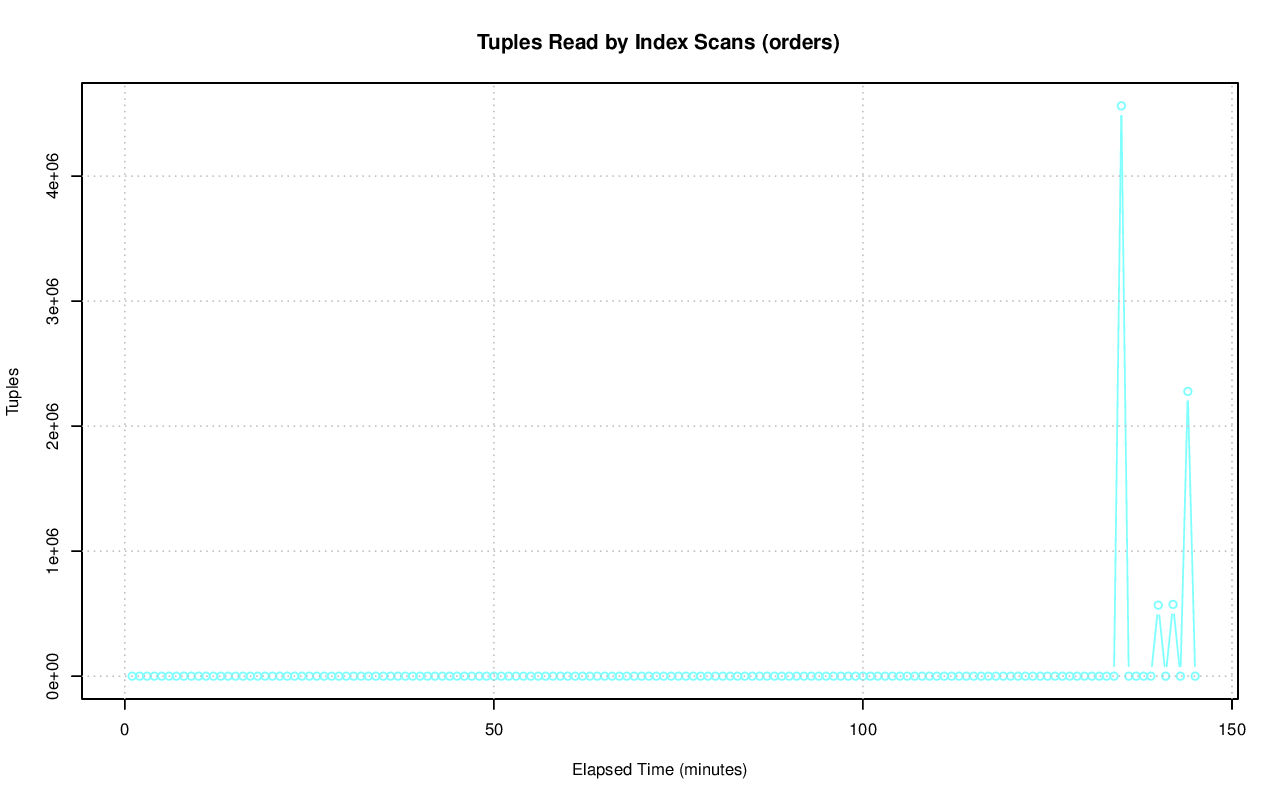 Tuples Read by Index Scans (orders)
4e+06
3e+06
2e+06
1e+06
0e+00
Tuples
0 50 100 150
Elapsed Time (minutes)